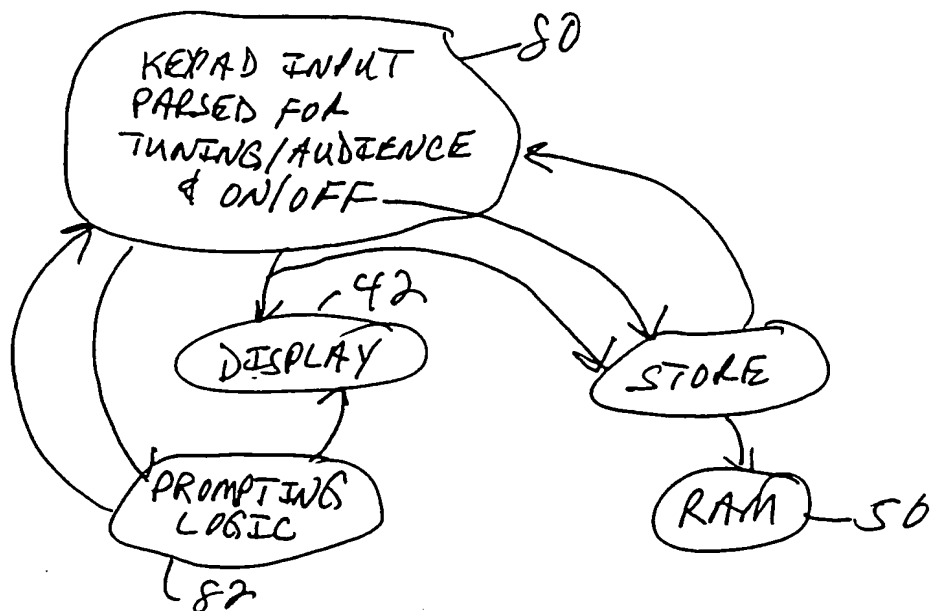 80
KEYPAD INPUT
PARSED FOR
TUNING/AUDIENCE
& ON/OFF
42
DISPLAY
STORE
PROMPTING
LOGIC
RAM
50
82